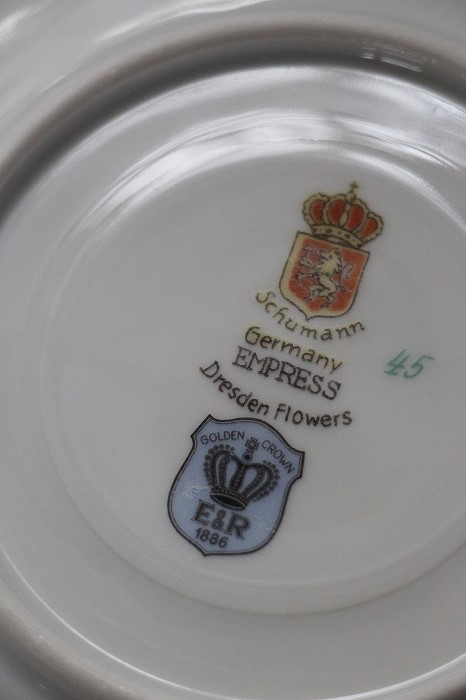 Schumann
Germany
EMPRESS
Dresden Flowers
45
GOLDEN CROWN
E&R
1886